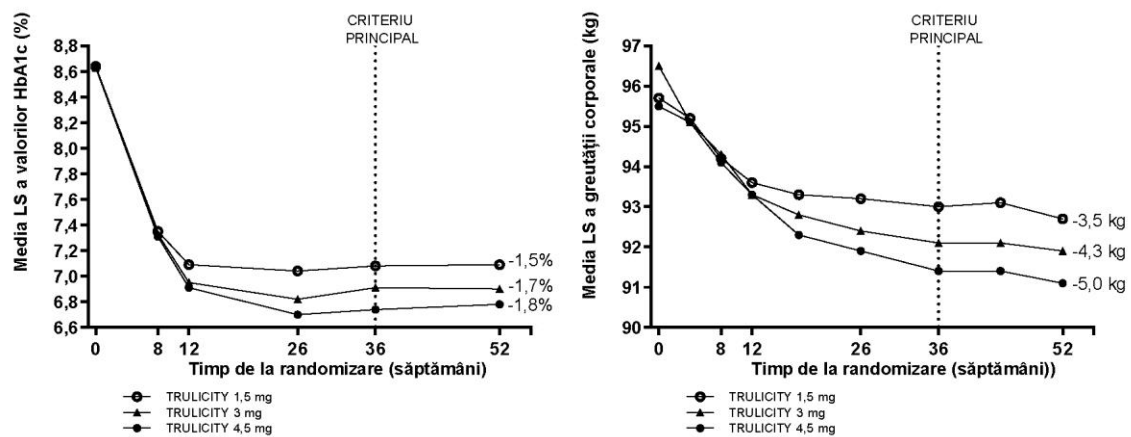 CRITERIU
PRINCIPAL
Media LS a valorilor HbA1c (%)
8,8
8,6
8,4
8,2
8,0
7,8
7,6
7,4
7,2
7,0
6,8
6,6
-1,5%
-1,7%
-1,8%
0 8 12 26 36 52
Timp de la randomizare (săptămâni)
TRULICITY 1,5 mg
TRULICITY 3 mg
TRULICITY 4,5 mg
CRITERIU
PRINCIPAL
Media LS a greutății corporale (kg)
97
96
95
94
93
92
91
90
-3,5 kg
-4,3 kg
-5,0 kg
0 4 8 12 18 26 36 44 52
Timp de la randomizare (săptămâni))
TRULICITY 1,5 mg
TRULICITY 3 mg
TRULICITY 4,5 mg